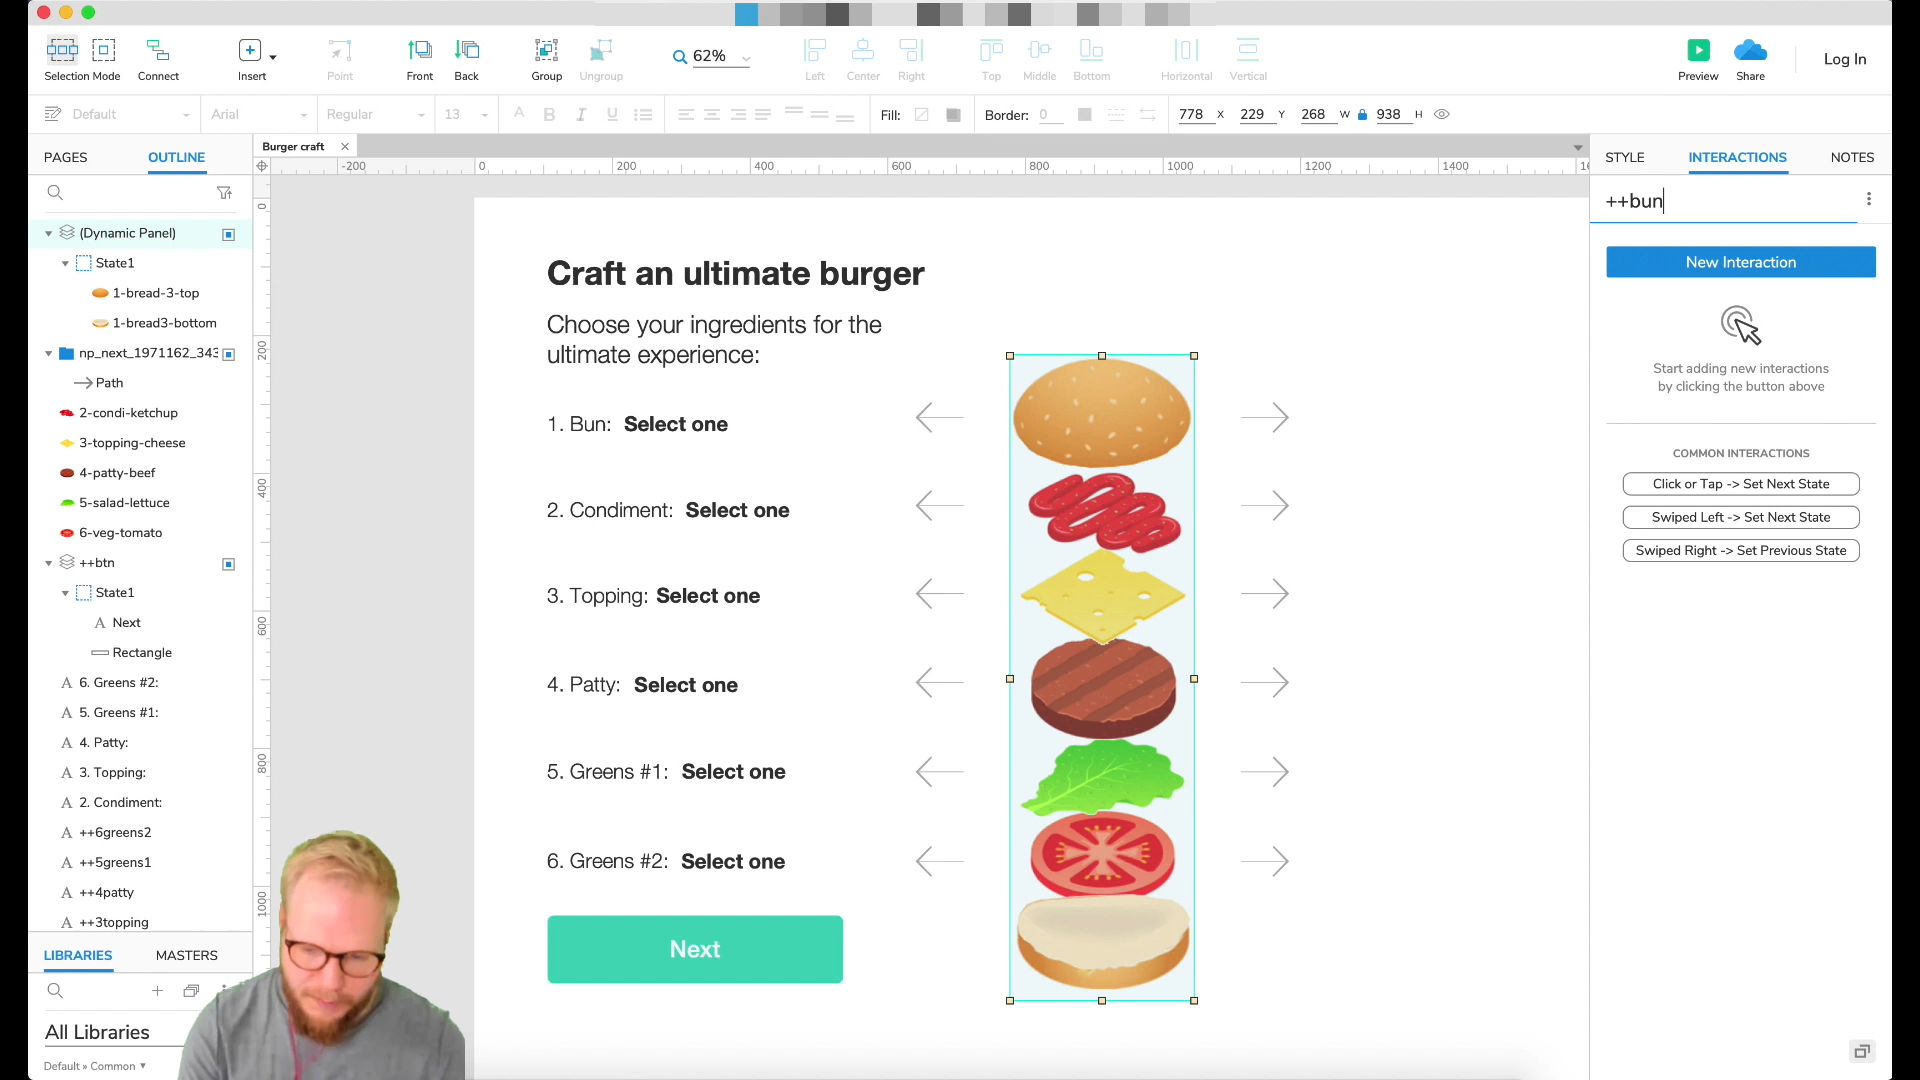 Selection Mode
Connect
Insert
Point
Front
Back
Group
Ungroup
62%
Left
Center
Right
Top
Middle
Bottom
Horizontal
Vertical
Preview
Share
Log In
Default
Arial
Regular
13
Fill:
Border: 0
778 X
229 Y
268 W
938 H
PAGES
OUTLINE
Burger craft
-200
0
200
400
600
800
1000
1200
1400
STYLE
INTERACTIONS
NOTES
++bun
New Interaction
Start adding new interactions
by clicking the button above
COMMON INTERACTIONS
Click or Tap -> Set Next State
Swiped Left -> Set Next State
Swiped Right -> Set Previous State
(Dynamic Panel)
State1
1-bread-3-top
1-bread3-bottom
np_next_1971162_343
Path
2-condi-ketchup
3-topping-cheese
4-patty-beef
5-salad-lettuce
6-veg-tomato
++btn
State1
A Next
Rectangle
A 6. Greens #2:
A 5. Greens #1:
A 4. Patty:
A 3. Topping:
A 2. Condiment:
A ++6greens2
A ++5greens1
A ++4patty
A ++3topping
LIBRARIES
MASTERS
All Libraries
Default » Common
0
200
400
600
800
1000
Craft an ultimate burger
Choose your ingredients for the
ultimate experience:
1. Bun: Select one
2. Condiment: Select one
3. Topping: Select one
4. Patty: Select one
5. Greens #1: Select one
6. Greens #2: Select one
Next